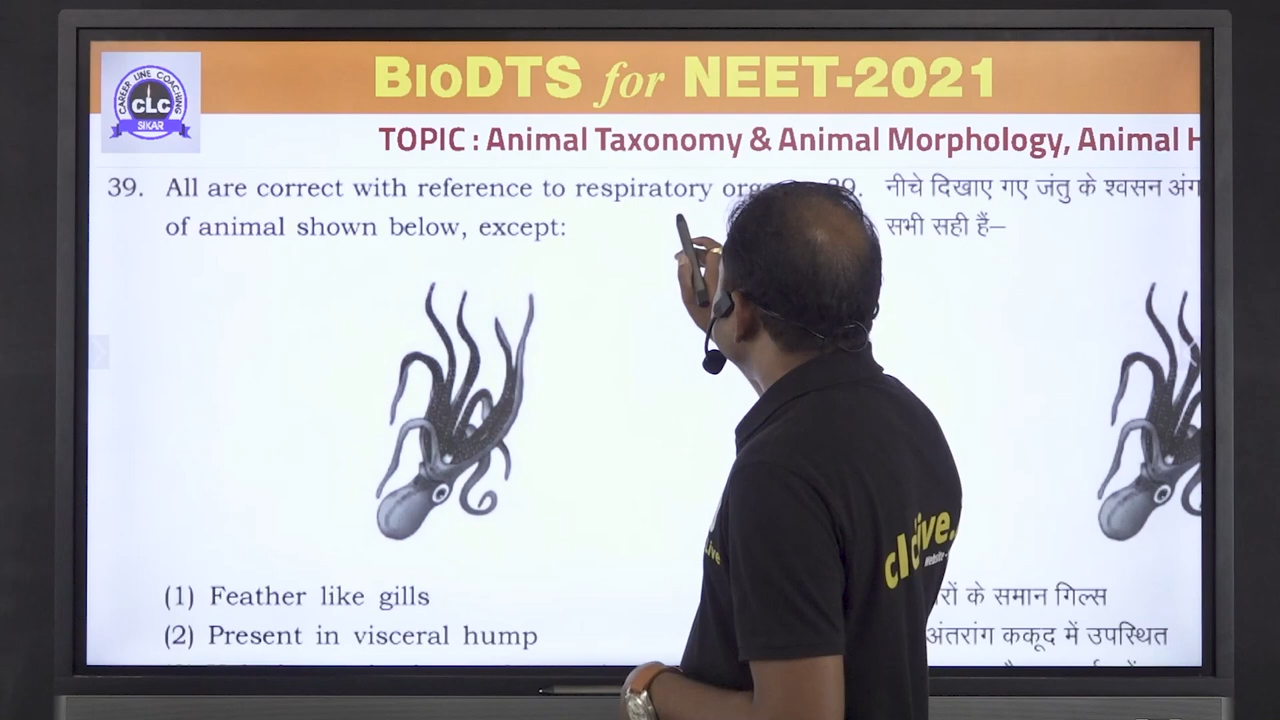 CAREER LINE COACHING
CLC
SIKAR
BIODTS for NEET-2021
TOPIC : Animal Taxonomy & Animal Morphology, Animal H
39. All are correct with reference to respiratory
of animal shown below, except:
(1) Feather like gills
(2) Present in visceral hump
नीचे दिखाए गए जंतु के श्वसन अंग
सभी सही हैं–
के समान गिल्स
अंतरांग ककूद में उपस्थित